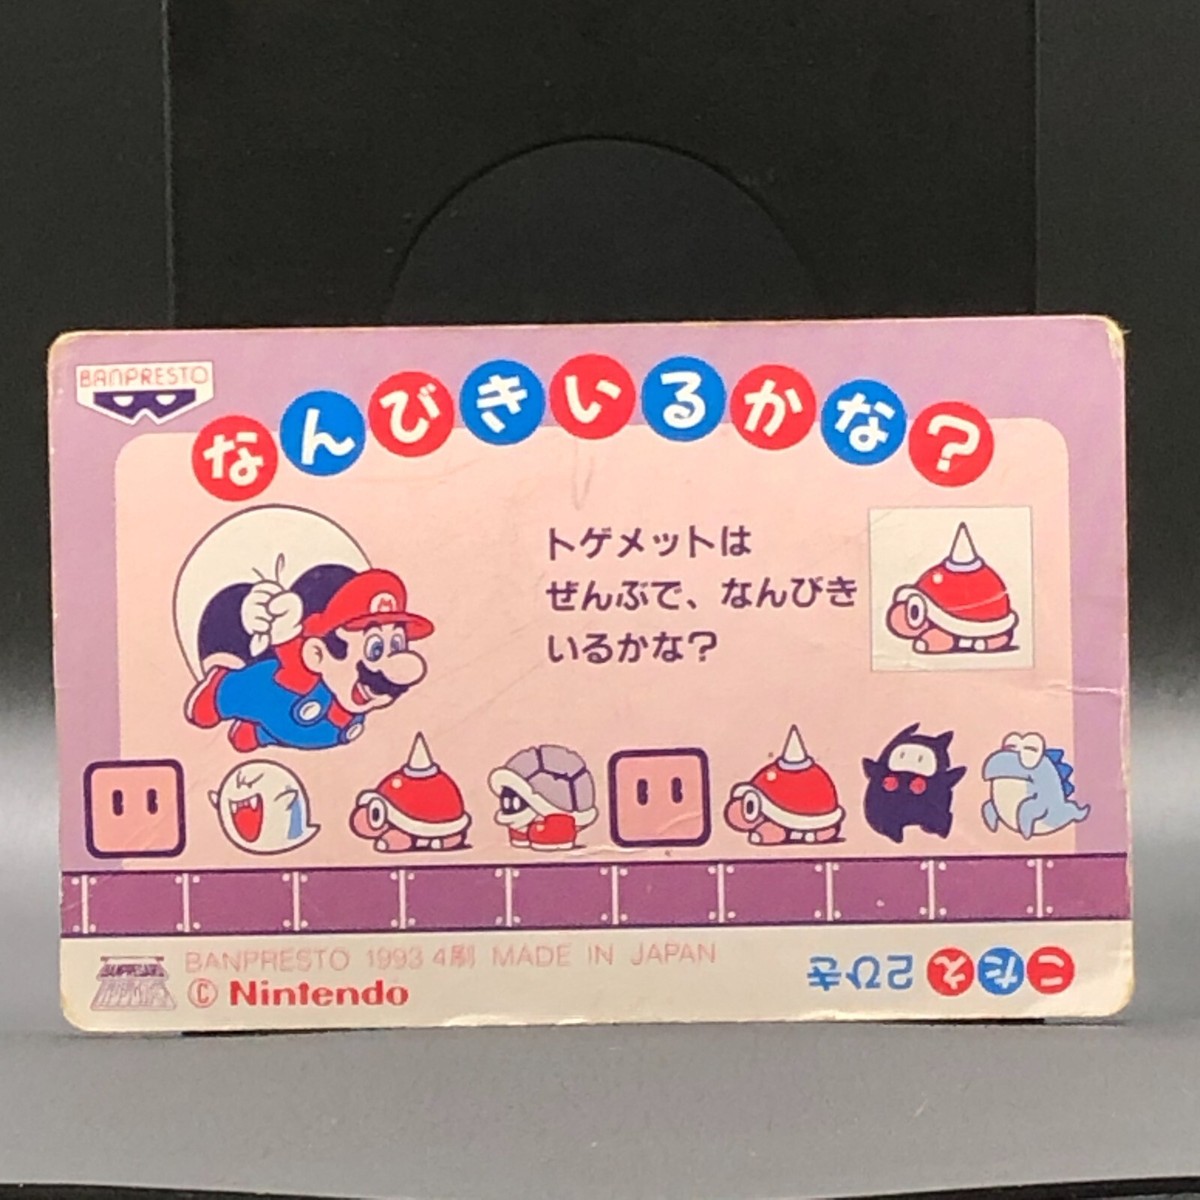 BANPRESTO
なんびきいるかな?
M
トゲメットは
ぜんぶで、なんびき
いるかな?
BANPRESTO 1993 4刷 MADE IN JAPAN
© Nintendo
こたえ 2ひき